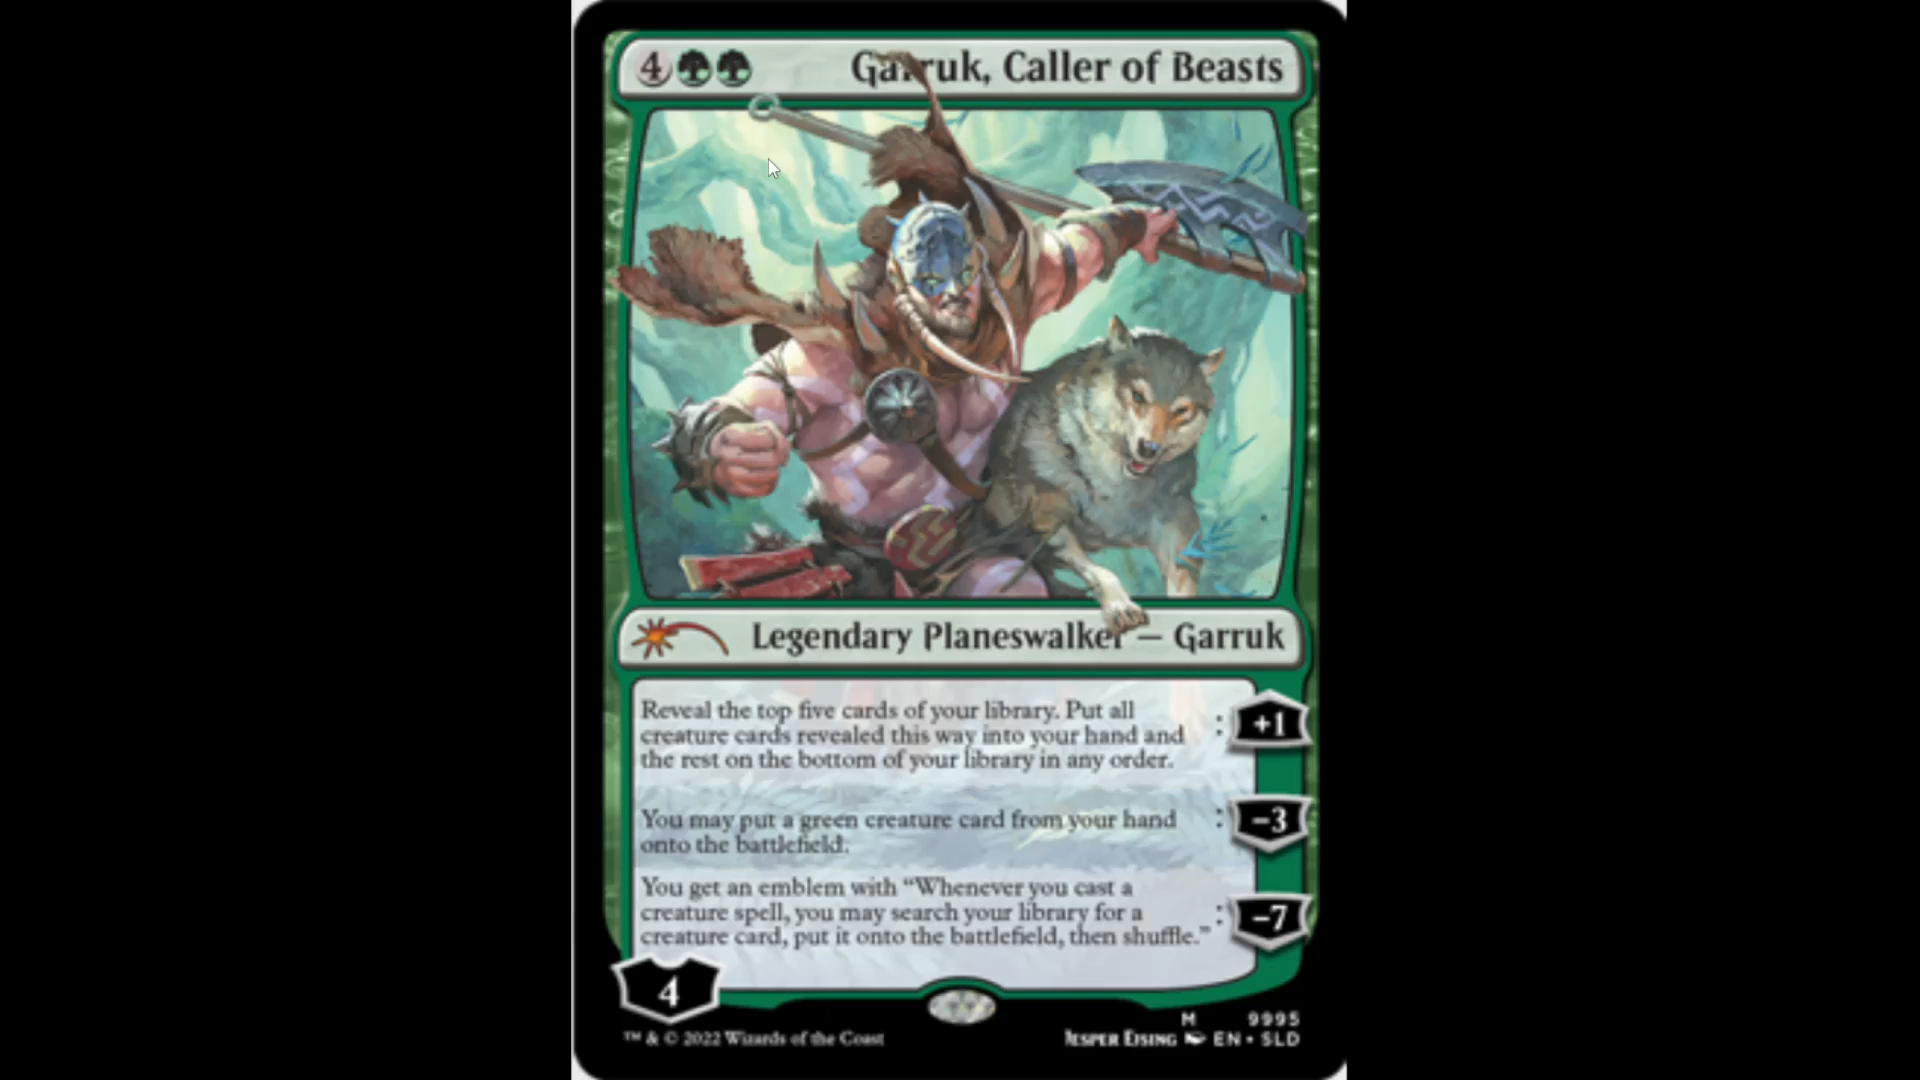 4 Garruk, Caller of Beasts
Legendary Planeswalker — Garruk
Reveal the top five cards of your library. Put all
creature cards revealed this way into your hand and
the rest on the bottom of your library in any order.
: +1
You may put a green creature card from your hand
onto the battlefield.
: −3
You get an emblem with “Whenever you cast a
creature spell, you may search your library for a
creature card, put it onto the battlefield, then shuffle.”
: −7
4
M 9995
™ & © 2022 Wizards of the Coast
Jesper Ejsing EN • SLD